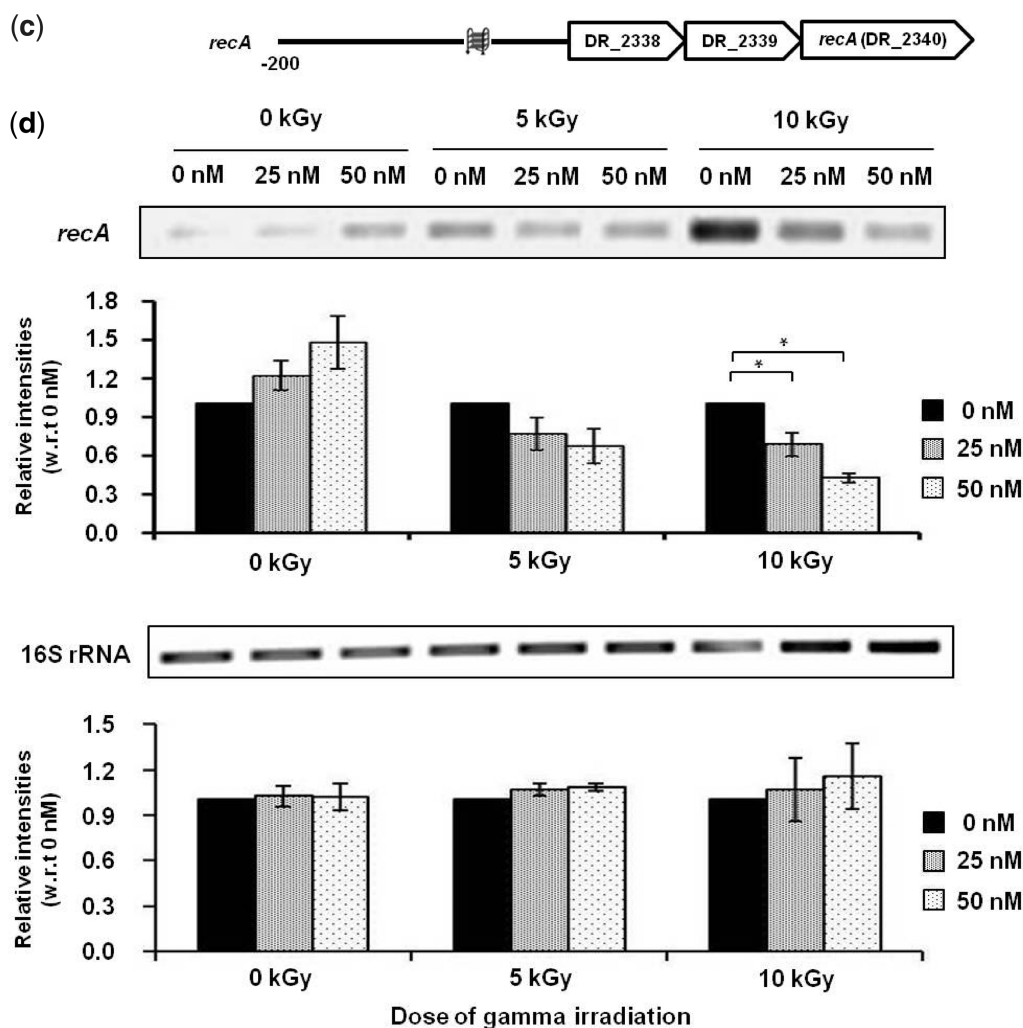 (c)
recA
-200
DR_2338
DR_2339
recA (DR_2340)
(d)
0 kGy 5 kGy 10 kGy
0 nM 25 nM 50 nM 0 nM 25 nM 50 nM 0 nM 25 nM 50 nM
recA
Relative intensities
(w.r.t 0 nM)
1.8
1.5
1.2
0.9
0.6
0.3
0.0
*
*
0 nM
25 nM
50 nM
0 kGy 5 kGy 10 kGy
16S rRNA
Relative intensities
(w.r.t 0 nM)
1.5
1.2
0.9
0.6
0.3
0.0
0 nM
25 nM
50 nM
0 kGy 5 kGy 10 kGy
Dose of gamma irradiation